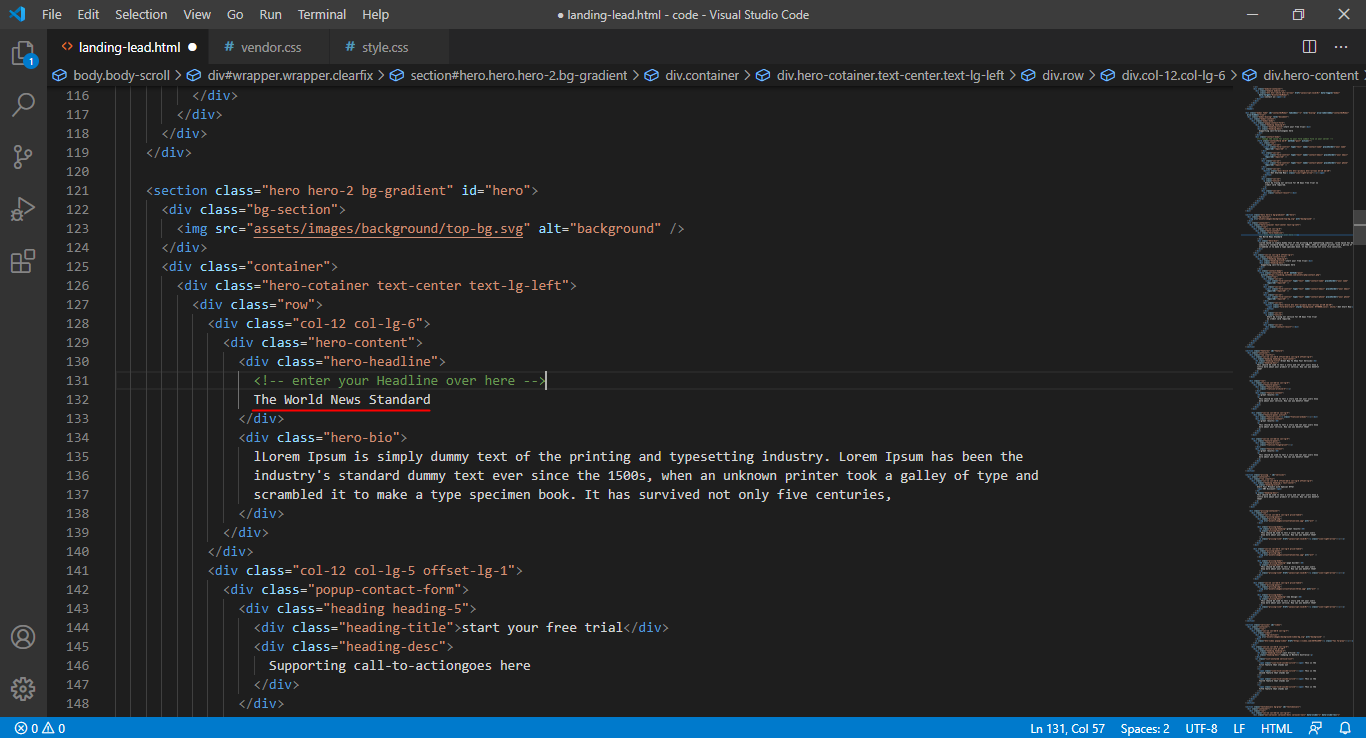 File Edit Selection View Go Run Terminal Help ● landing-lead.html - code - Visual Studio Code
1
<> landing-lead.html ● # vendor.css # style.css ···
body.body-scroll > div#wrapper.wrapper.clearfix > section#hero.hero.hero-2.bg-gradient > div.container > div.hero-cotainer.text-center.text-lg-left > div.row > div.col-12.col-lg-6 > div.hero-content
116 </div>
117 </div>
118 </div>
119 </div>
120
121 <section class="hero hero-2 bg-gradient" id="hero">
122 <div class="bg-section">
123 <img src="assets/images/background/top-bg.svg" alt="background" />
124 </div>
125 <div class="container">
126 <div class="hero-cotainer text-center text-lg-left">
127 <div class="row">
128 <div class="col-12 col-lg-6">
129 <div class="hero-content">
130 <div class="hero-headline">
131 <!-- enter your Headline over here -->
132 The World News Standard
133 </div>
134 <div class="hero-bio">
135 lLorem Ipsum is simply dummy text of the printing and typesetting industry. Lorem Ipsum has been the
136 industry's standard dummy text ever since the 1500s, when an unknown printer took a galley of type and
137 scrambled it to make a type specimen book. It has survived not only five centuries,
138 </div>
139 </div>
140 </div>
141 <div class="col-12 col-lg-5 offset-lg-1">
142 <div class="popup-contact-form">
143 <div class="heading heading-5">
144 <div class="heading-title">start your free trial</div>
145 <div class="heading-desc">
146 Supporting call-to-actiongoes here
147 </div>
148 </div>
0 0 Ln 131, Col 57 Spaces: 2 UTF-8 LF HTML